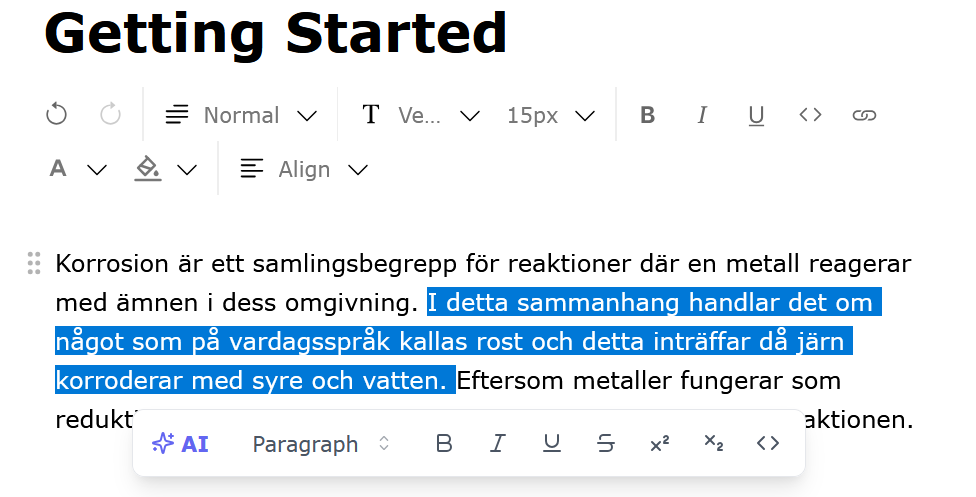 Getting Started
Normal Ve... 15px B I U <>
A Align
Korrosion är ett samlingsbegrepp för reaktioner där en metall reagerar
med ämnen i dess omgivning. I detta sammanhang handlar det om
något som på vardagsspråk kallas rost och detta inträffar då järn
korroderar med syre och vatten. Eftersom metaller fungerar som
aktionen.
AI Paragraph B I U S x² x₂ <>